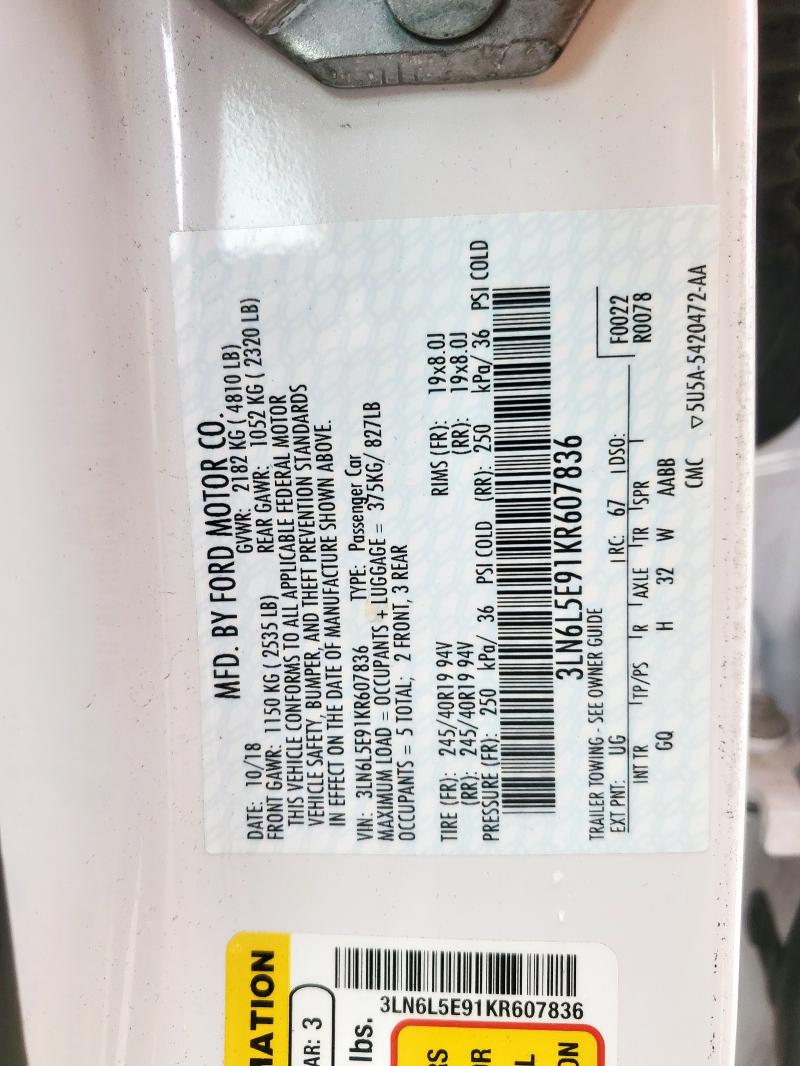 MFD. BY FORD MOTOR CO.
DATE: 10/18 GVWR: 2182 KG ( 4810 LB)
FRONT GAWR: 1150 KG ( 2535 LB) REAR GAWR: 1052 KG ( 2320 LB)
THIS VEHICLE CONFORMS TO ALL APPLICABLE FEDERAL MOTOR
VEHICLE SAFETY, BUMPER, AND THEFT PREVENTION STANDARDS
IN EFFECT ON THE DATE OF MANUFACTURE SHOWN ABOVE.
VIN: 3LN6L5E91KR607836 TYPE: Passenger Car
MAXIMUM LOAD = OCCUPANTS + LUGGAGE = 375KG/ 827LB
OCCUPANTS = 5 TOTAL; 2 FRONT, 3 REAR
TIRE (FR): 245/40R19 94V RIMS (FR): 19x8.0J
(RR): 245/40R19 94V (RR): 19x8.0J
PRESSURE (FR): 250 kPa/ 36 PSI COLD (RR): 250 kPa/ 36 PSI COLD
3LN6L5E91KR607836
TRAILER TOWING - SEE OWNER GUIDE
EXT PNT: UG RC: 67 DSO: F0022
R0078
INT TR TP/PS R AXLE TR SPR
GQ H 32 W AABB
CMC ▽5U5A-5420472-AA
MATION
AR: 3
lbs.
3LN6L5E91KR607836
RS
OR
L
ON